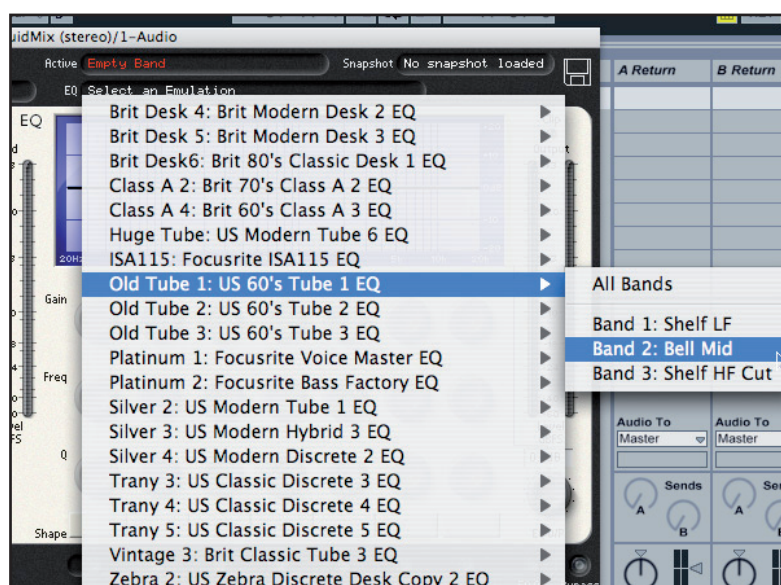 uidMix (stereo)/1-Audio
Active Empty Band
Snapshot No snapshot loaded
EQ Select an Emulation
A Return
B Return
EQ
Brit Desk 4: Brit Modern Desk 2 EQ
Brit Desk 5: Brit Modern Desk 3 EQ
Brit Desk6: Brit 80's Classic Desk 1 EQ
Class A 2: Brit 70's Class A 2 EQ
Class A 4: Brit 60's Class A 3 EQ
Huge Tube: US Modern Tube 6 EQ
ISA115: Focusrite ISA115 EQ
20Hz
Old Tube 1: US 60's Tube 1 EQ
All Bands
Old Tube 2: US 60's Tube 2 EQ
Gain
Band 1: Shelf LF
Old Tube 3: US 60's Tube 3 EQ
Band 2: Bell Mid
Platinum 1: Focusrite Voice Master EQ
Band 3: Shelf HF Cut
Freq
Platinum 2: Focusrite Bass Factory EQ
Silver 2: US Modern Tube 1 EQ
Audio To
Audio To
Silver 3: US Modern Hybrid 3 EQ
Master
Master
Q
Silver 4: US Modern Discrete 2 EQ
Trany 3: US Classic Discrete 3 EQ
Sends
Trany 4: US Classic Discrete 4 EQ
A
A
Trany 5: US Classic Discrete 5 EQ
B
B
Shape
Vintage 3: Brit Classic Tube 3 EQ
Zebra 2: US Zebra Discrete Desk Copy 2 EQ